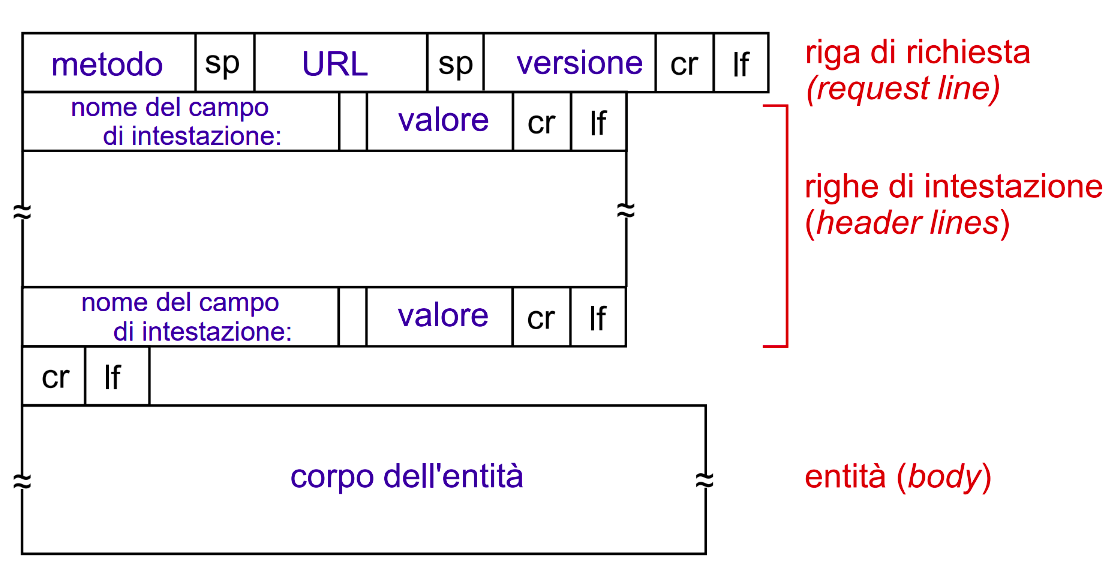 metodo sp URL sp versione cr lf
riga di richiesta
(request line)
nome del campo
di intestazione:
valore cr lf
righe di intestazione
(header lines)
nome del campo
di intestazione:
valore cr lf
cr lf
corpo dell'entità
entità (body)